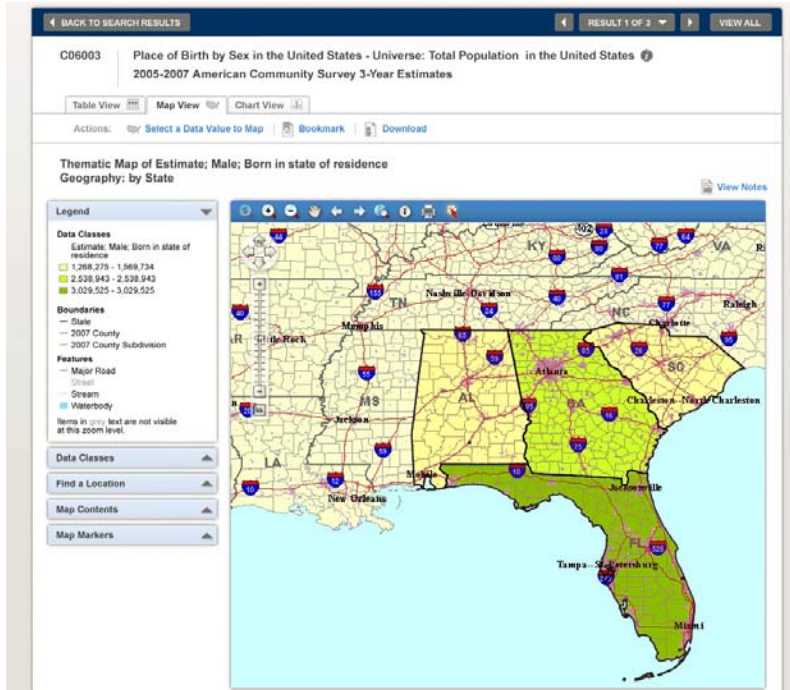 BACK TO SEARCH RESULTS
RESULT 1 OF 3
VIEW ALL
C06003 Place of Birth by Sex in the United States - Universe: Total Population in the United States
2005-2007 American Community Survey 3-Year Estimates
Table View
Map View
Chart View
Actions: Select a Data Value to Map Bookmark Download
Thematic Map of Estimate; Male; Born in state of residence
Geography: by State
View Notes
Legend
Data Classes
Estimate; Male; Born in state of
residence
1,268,275 - 1,569,734
2,538,943 - 2,538,943
3,029,525 - 3,029,525
Boundaries
State
2007 County
2007 County Subdivision
Features
Major Road
Street
Stream
Waterbody
Items in grey text are not visible
at this zoom level.
Data Classes
Find a Location
Map Contents
Map Markers
KY
VA
TN
NC
SC
MS
AL
GA
LA
FL
Nashville-Davidson
Memphis
Raleigh
Charlotte
Atlanta
Charleston--North Charleston
Jackson
Mobile
New Orleans
Jacksonville
Tampa--St. Petersburg
Miami